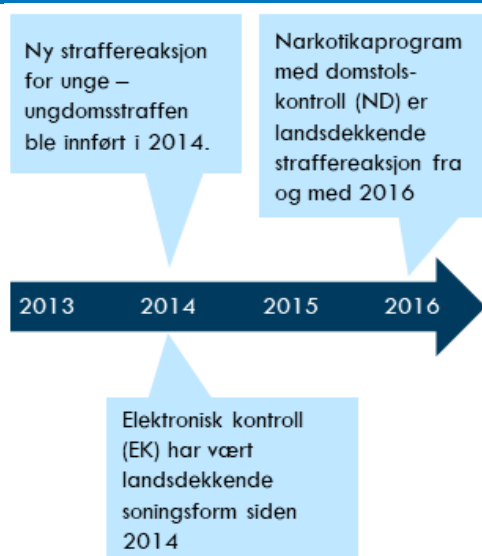 Ny straffereaksjon
for unge –
ungdomsstraffen
ble innført i 2014.
Narkotikaprogram
med domstols-
kontroll (ND) er
landsdekkende
straffereaksjon fra
og med 2016
2013 2014 2015 2016
Elektronisk kontroll
(EK) har vært
landsdekkende
soningsform siden
2014